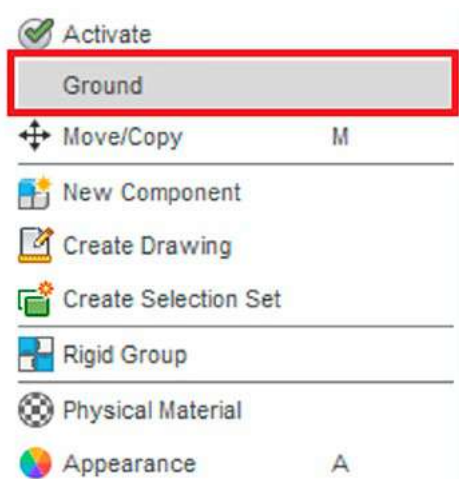 Activate
Ground
Move/Copy M
New Component
Create Drawing
Create Selection Set
Rigid Group
Physical Material
Appearance A